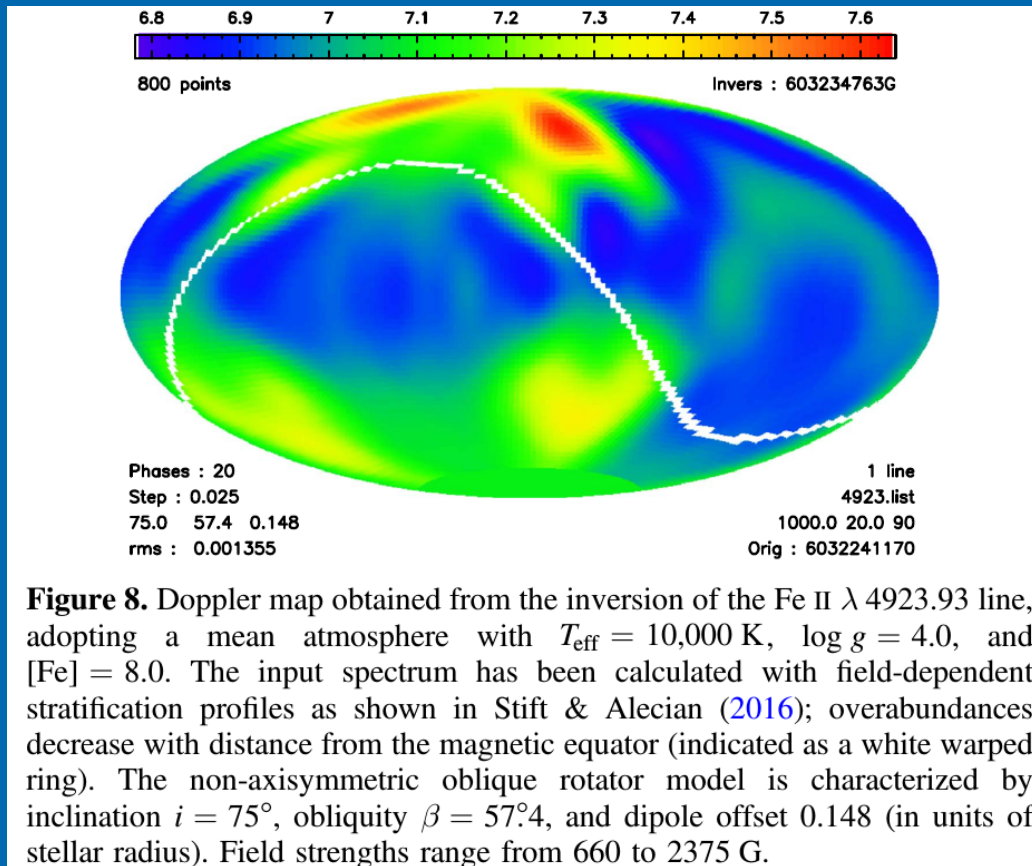 6.8 6.9 7 7.1 7.2 7.3 7.4 7.5 7.6
800 points Invers : 603234763G
Phases : 20
Step : 0.025
75.0 57.4 0.148
rms : 0.001355
1 line
4923.list
1000.0 20.0 90
Orig : 6032241170
Figure 8. Doppler map obtained from the inversion of the Fe II λ 4923.93 line,
adopting a mean atmosphere with Teff = 10,000 K, log g = 4.0, and
[Fe] = 8.0. The input spectrum has been calculated with field-dependent
stratification profiles as shown in Stift & Alecian (2016); overabundances
decrease with distance from the magnetic equator (indicated as a white warped
ring). The non-axisymmetric oblique rotator model is characterized by
inclination i = 75°, obliquity β = 57°.4, and dipole offset 0.148 (in units of
stellar radius). Field strengths range from 660 to 2375 G.